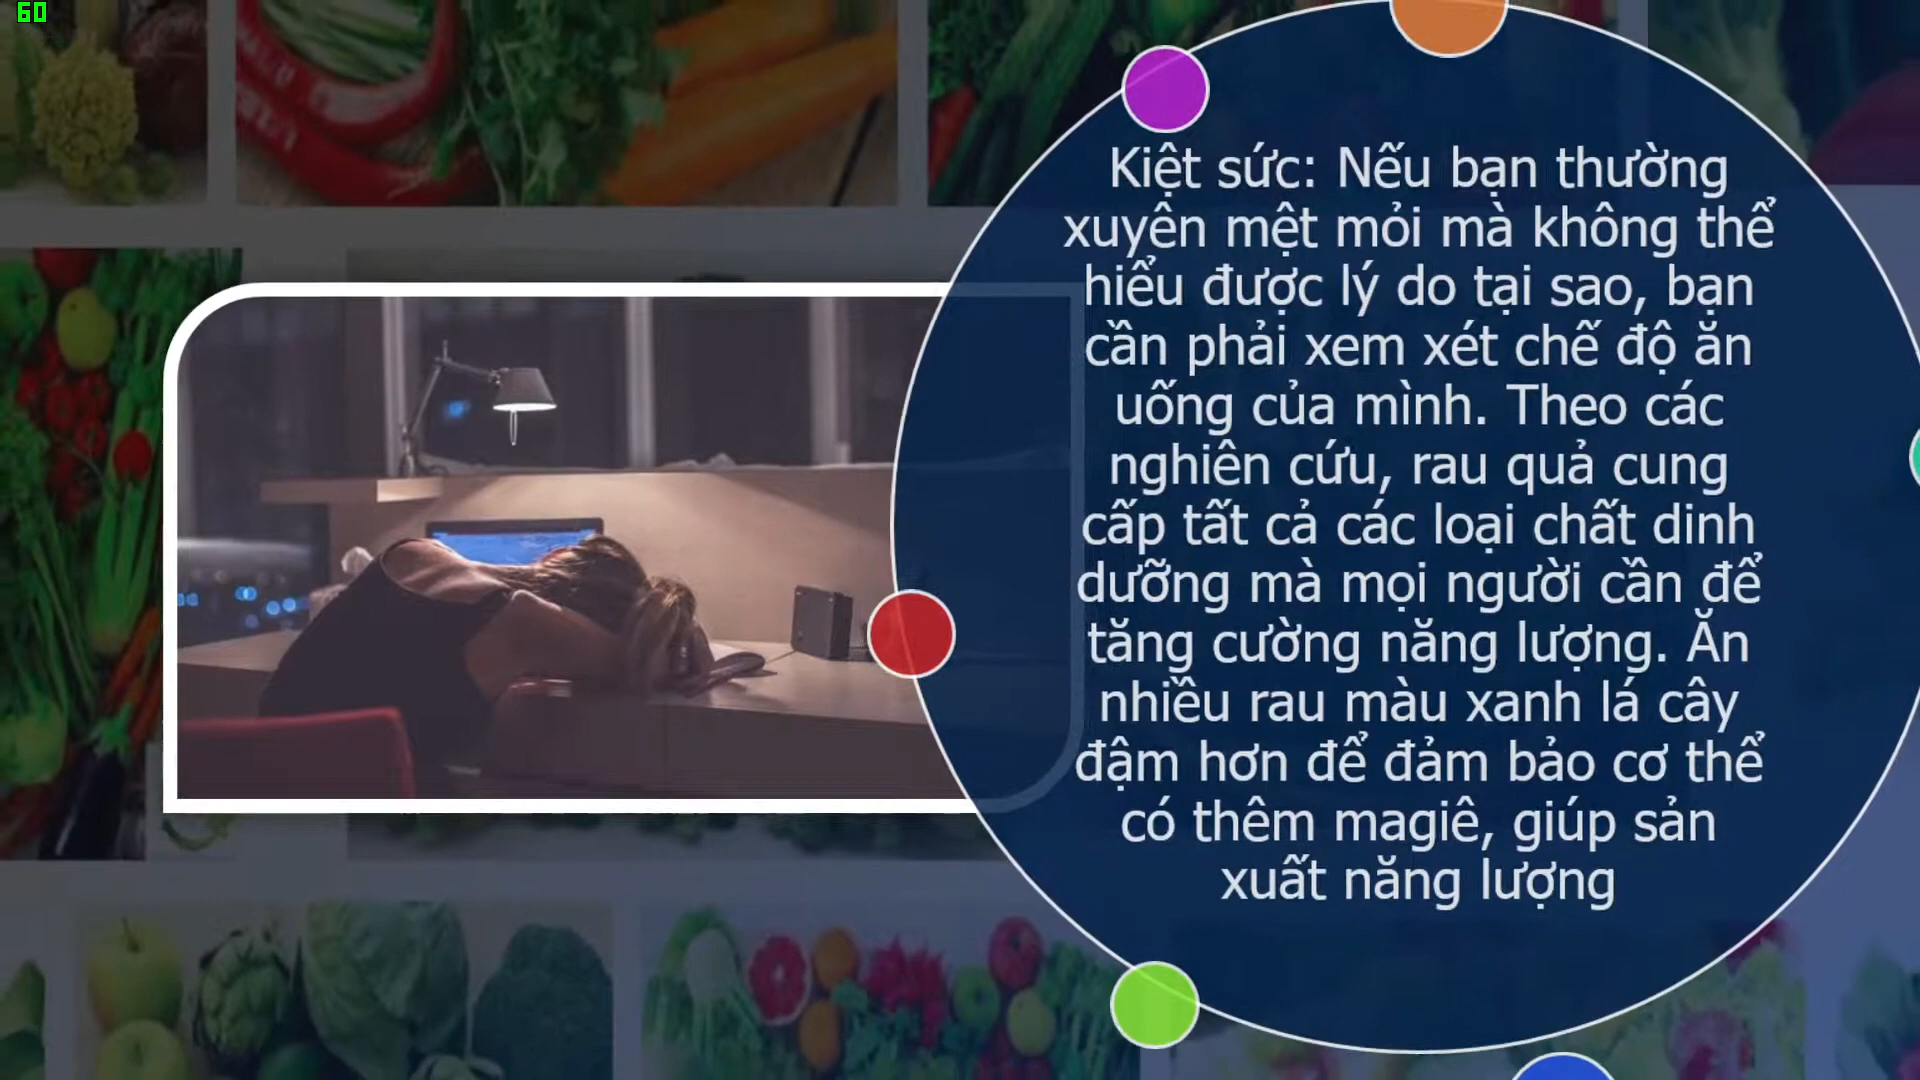 60
Kiệt sức: Nếu bạn thường
xuyên mệt mỏi mà không thể
hiểu được lý do tại sao, bạn
cần phải xem xét chế độ ăn
uống của mình. Theo các
nghiên cứu, rau quả cung
cấp tất cả các loại chất dinh
dưỡng mà mọi người cần để
tăng cường năng lượng. Ăn
nhiều rau màu xanh lá cây
đậm hơn để đảm bảo cơ thể
có thêm magiê, giúp sản
xuất năng lượng